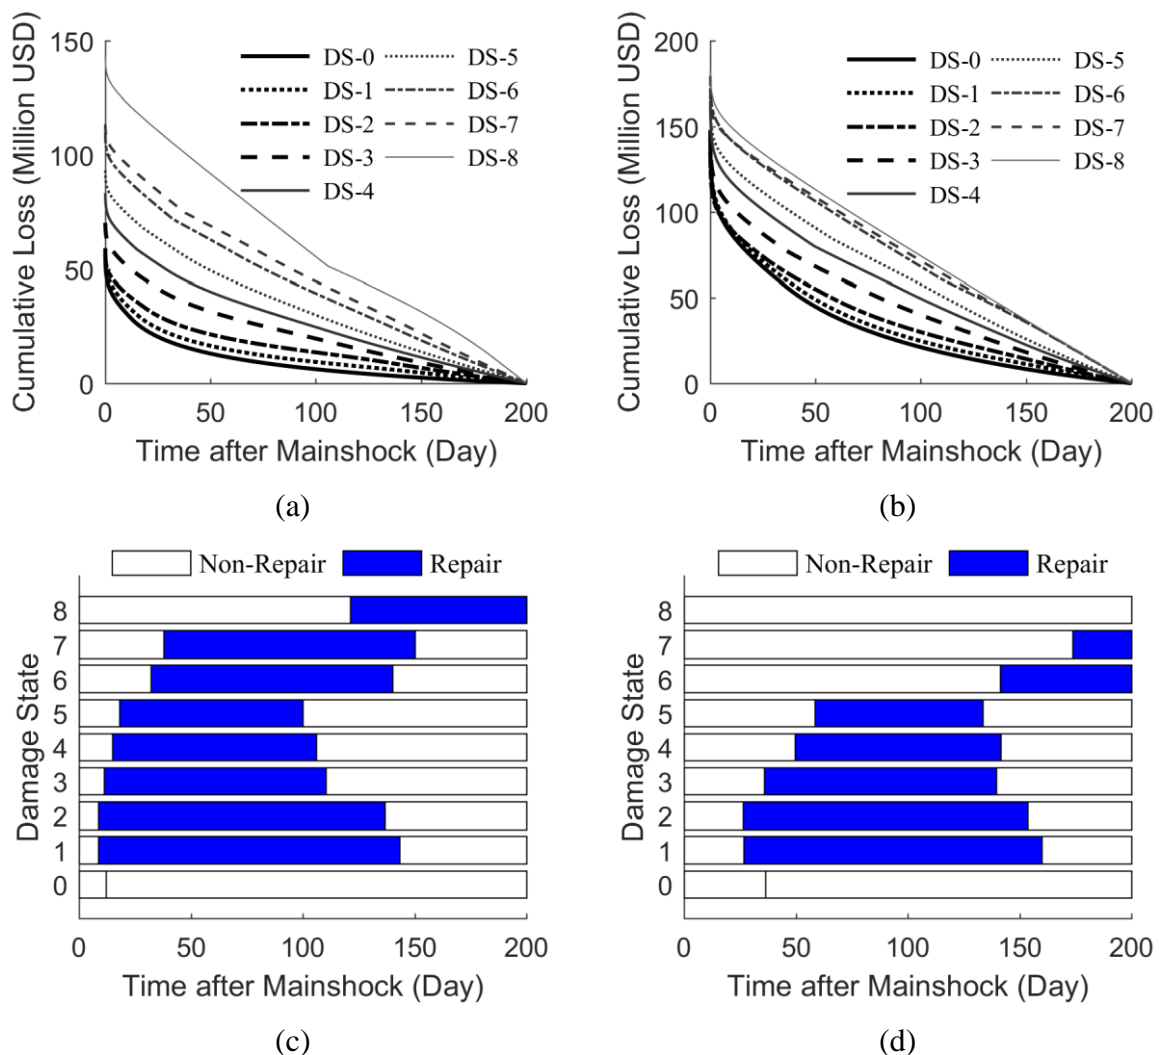 Cumulative Loss (Million USD)
150
100
50
0
DS-0 DS-5
DS-1 DS-6
DS-2 DS-7
DS-3 DS-8
DS-4
0 50 100 150 200
Time after Mainshock (Day)
(a)
Cumulative Loss (Million USD)
200
150
100
50
0
DS-0 DS-5
DS-1 DS-6
DS-2 DS-7
DS-3 DS-8
DS-4
0 50 100 150 200
Time after Mainshock (Day)
(b)
Non-Repair Repair
Damage State
8
7
6
5
4
3
2
1
0
0 50 100 150 200
Time after Mainshock (Day)
(c)
Non-Repair Repair
Damage State
8
7
6
5
4
3
2
1
0
0 50 100 150 200
Time after Mainshock (Day)
(d)